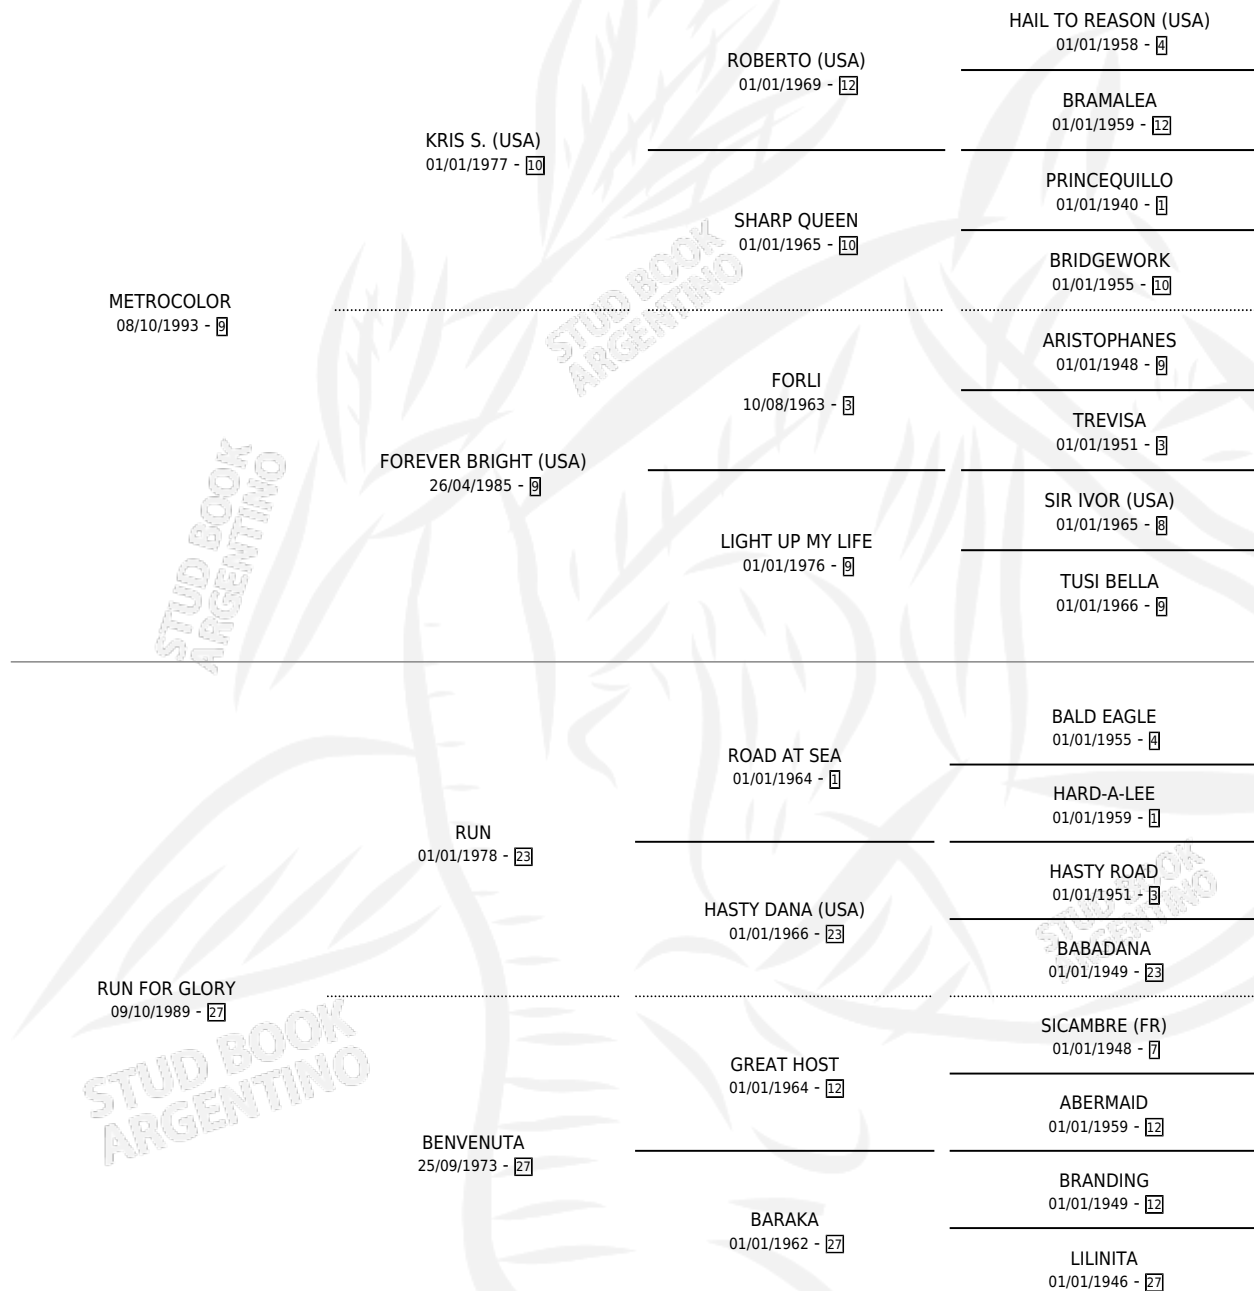 HAIL TO REASON (USA)
01/01/1958 - 4
ROBERTO (USA)
01/01/1969 - 12
BRAMALEA
01/01/1959 - 12
KRIS S. (USA)
01/01/1977 - 10
PRINCEQUILLO
01/01/1940 - 1
SHARP QUEEN
01/01/1965 - 10
BRIDGEWORK
01/01/1955 - 10
METROCOLOR
08/10/1993 - 9
ARISTOPHANES
01/01/1948 - 9
FORLI
10/08/1963 - 3
TREVISA
01/01/1951 - 3
FOREVER BRIGHT (USA)
26/04/1985 - 9
SIR IVOR (USA)
01/01/1965 - 8
LIGHT UP MY LIFE
01/01/1976 - 9
TUSI BELLA
01/01/1966 - 9
BALD EAGLE
01/01/1955 - 4
ROAD AT SEA
01/01/1964 - 1
HARD-A-LEE
01/01/1959 - 1
RUN
01/01/1978 - 23
HASTY ROAD
01/01/1951 - 3
HASTY DANA (USA)
01/01/1966 - 23
BABADANA
01/01/1949 - 23
RUN FOR GLORY
09/10/1989 - 27
SICAMBRE (FR)
01/01/1948 - 7
GREAT HOST
01/01/1964 - 12
ABERMAID
01/01/1959 - 12
BENVENUTA
25/09/1973 - 27
BRANDING
01/01/1949 - 12
BARAKA
01/01/1962 - 27
LILINITA
01/01/1946 - 27
STUD BOOK
ARGENTINO
STUD BOOK
ARGENTINO
STUD BOOK
ARGENTINO
STUD BOOK
ARGENTINO